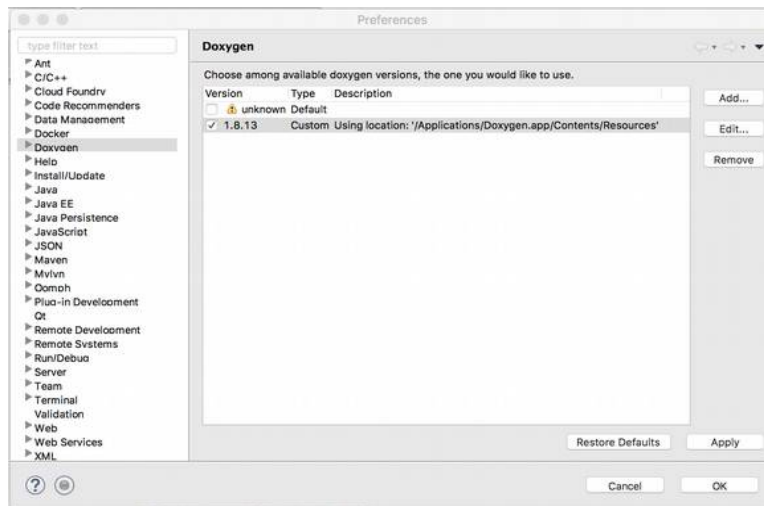 Preferences
type filter text
Doxygen
Ant
C/C++
Cloud Foundry
Code Recommenders
Data Management
Docker
Doxygen
Help
Install/Update
Java
Java EE
Java Persistence
JavaScript
JSON
Maven
Mylyn
Oomph
Plug-in Development
Qt
Remote Development
Remote Systems
Run/Debug
Server
Team
Terminal
Validation
Web
Web Services
XML
Choose among available doxygen versions, the one you would like to use.
Version Type Description
unknown Default
1.8.13 Custom Using location: '/Applications/Doxygen.app/Contents/Resources'
Add...
Edit...
Remove
Restore Defaults Apply
? Cancel OK